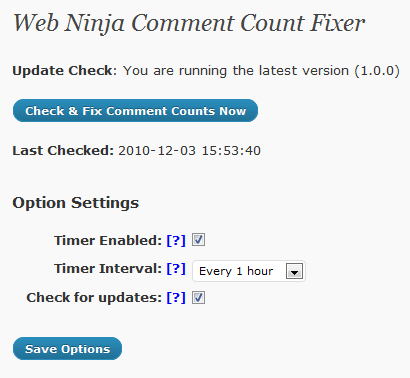 Web Ninja Comment Count Fixer
Update Check: You are running the latest version (1.0.0)
Check & Fix Comment Counts Now
Last Checked: 2010-12-03 15:53:40
Option Settings
Timer Enabled: [?]
Timer Interval: [?] Every 1 hour
Check for updates: [?]
Save Options